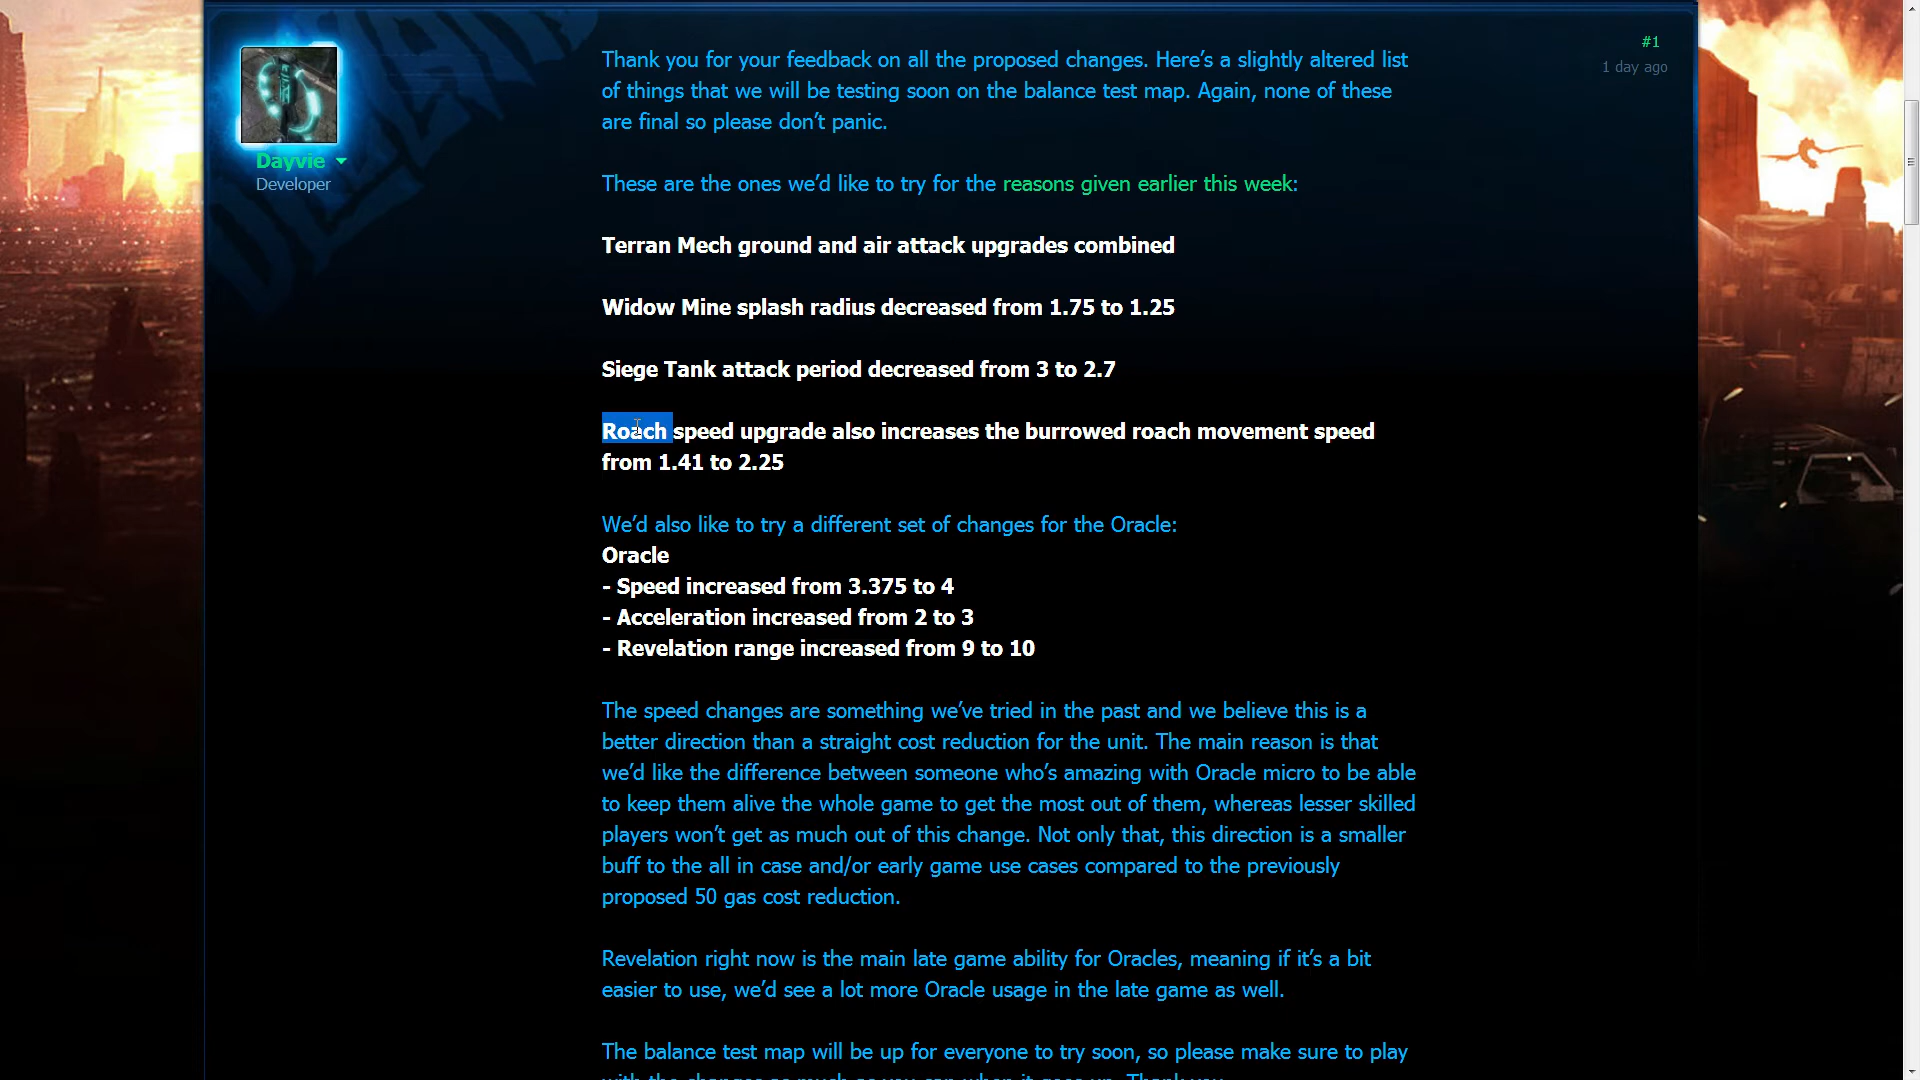 #1
1 day ago
Dayvie
Developer
Thank you for your feedback on all the proposed changes. Here’s a slightly altered list
of things that we will be testing soon on the balance test map. Again, none of these
are final so please don’t panic.
These are the ones we’d like to try for the reasons given earlier this week:
Terran Mech ground and air attack upgrades combined
Widow Mine splash radius decreased from 1.75 to 1.25
Siege Tank attack period decreased from 3 to 2.7
Roach speed upgrade also increases the burrowed roach movement speed
from 1.41 to 2.25
We’d also like to try a different set of changes for the Oracle:
Oracle
- Speed increased from 3.375 to 4
- Acceleration increased from 2 to 3
- Revelation range increased from 9 to 10
The speed changes are something we’ve tried in the past and we believe this is a
better direction than a straight cost reduction for the unit. The main reason is that
we’d like the difference between someone who’s amazing with Oracle micro to be able
to keep them alive the whole game to get the most out of them, whereas lesser skilled
players won’t get as much out of this change. Not only that, this direction is a smaller
buff to the all in case and/or early game use cases compared to the previously
proposed 50 gas cost reduction.
Revelation right now is the main late game ability for Oracles, meaning if it’s a bit
easier to use, we’d see a lot more Oracle usage in the late game as well.
The balance test map will be up for everyone to try soon, so please make sure to play